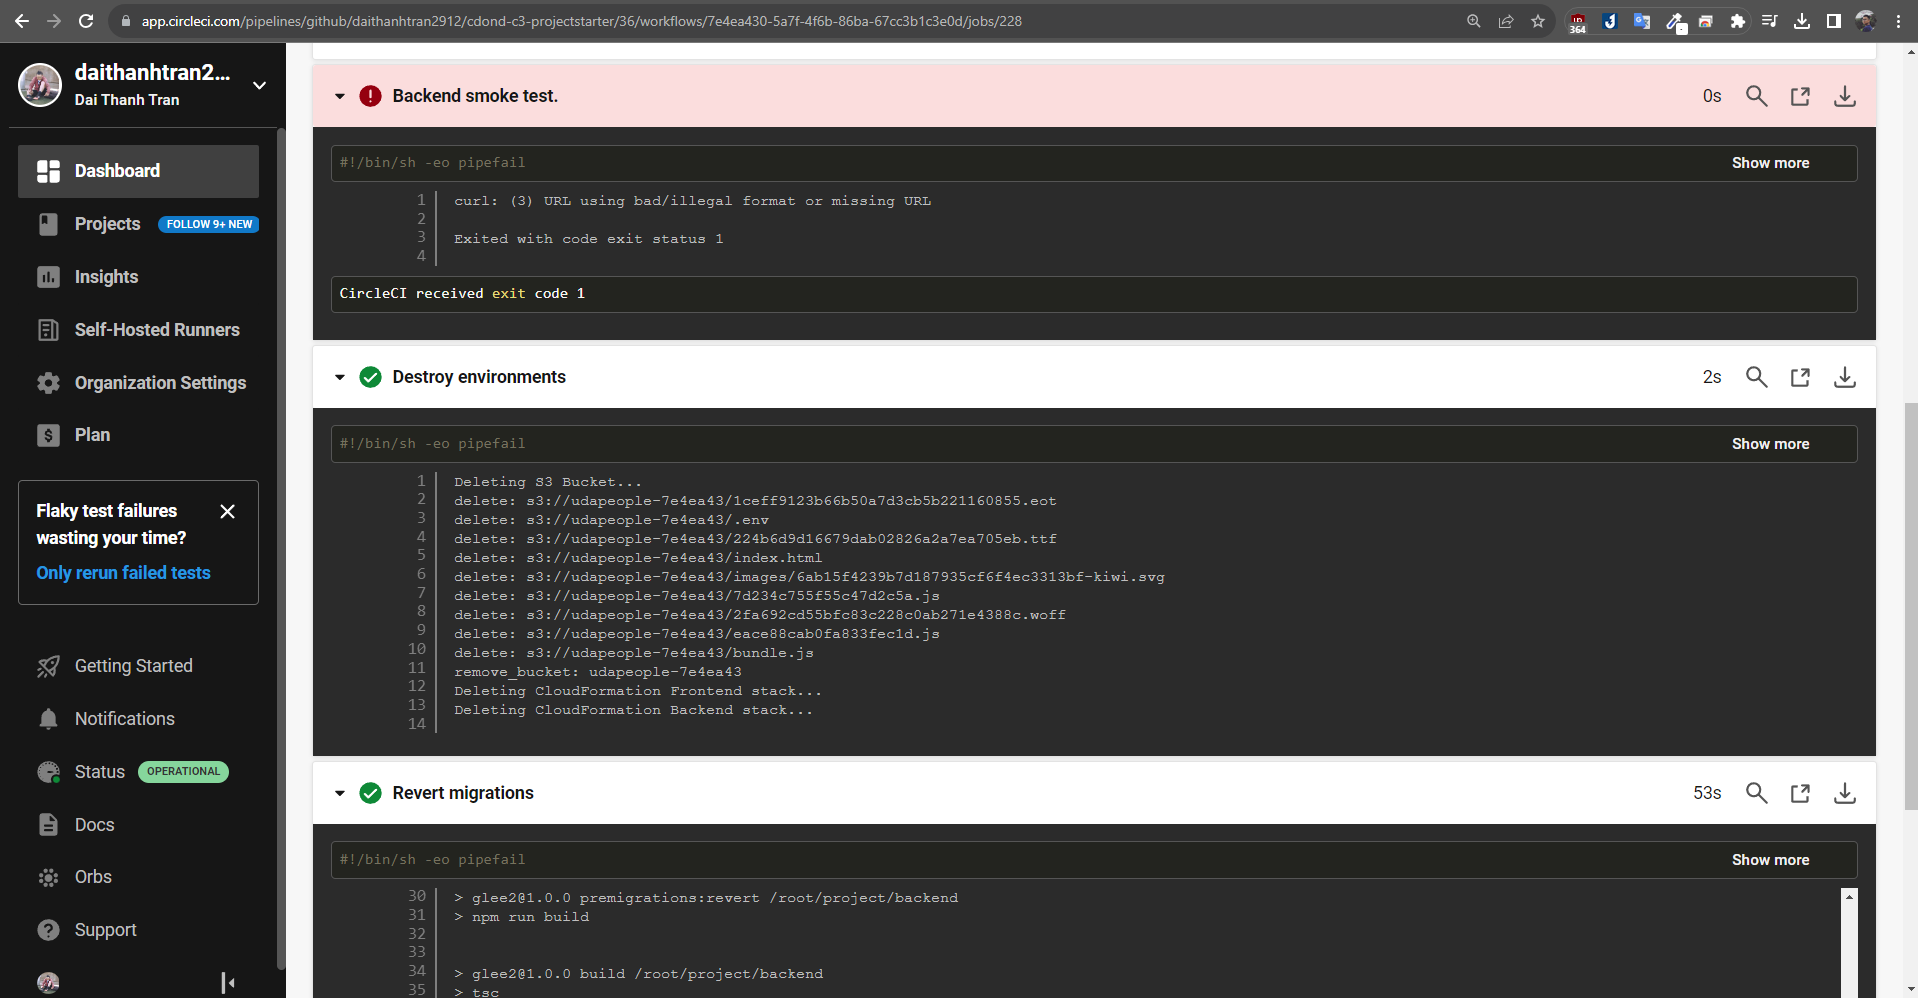 app.circleci.com/pipelines/github/daithanhtran2912/cdond-c3-projectstarter/36/workflows/7e4ea430-5a7f-4f6b-86ba-67cc3b1c3e0d/jobs/228
364
daithanhtran2...
Dai Thanh Tran
Dashboard
Projects FOLLOW 9+ NEW
Insights
Self-Hosted Runners
Organization Settings
Plan
Flaky test failures
wasting your time?
Only rerun failed tests
Getting Started
Notifications
Status OPERATIONAL
Docs
Orbs
Support
Backend smoke test. 0s
#!/bin/sh -eo pipefail Show more
1 curl: (3) URL using bad/illegal format or missing URL
2
3 Exited with code exit status 1
4
CircleCI received exit code 1
Destroy environments 2s
#!/bin/sh -eo pipefail Show more
1 Deleting S3 Bucket...
2 delete: s3://udapeople-7e4ea43/1ceff9123b66b50a7d3cb5b221160855.eot
3 delete: s3://udapeople-7e4ea43/.env
4 delete: s3://udapeople-7e4ea43/224b6d9d16679dab02826a2a7ea705eb.ttf
5 delete: s3://udapeople-7e4ea43/index.html
6 delete: s3://udapeople-7e4ea43/images/6ab15f4239b7d187935cf6f4ec3313bf-kiwi.svg
7 delete: s3://udapeople-7e4ea43/7d234c755f55c47d2c5a.js
8 delete: s3://udapeople-7e4ea43/2fa692cd55bfc83c228c0ab271e4388c.woff
9 delete: s3://udapeople-7e4ea43/eace88cab0fa833fec1d.js
10 delete: s3://udapeople-7e4ea43/bundle.js
11 remove_bucket: udapeople-7e4ea43
12 Deleting CloudFormation Frontend stack...
13 Deleting CloudFormation Backend stack...
14
Revert migrations 53s
#!/bin/sh -eo pipefail Show more
30 > glee2@1.0.0 premigrations:revert /root/project/backend
31 > npm run build
32
33
34 > glee2@1.0.0 build /root/project/backend
35 > tsc